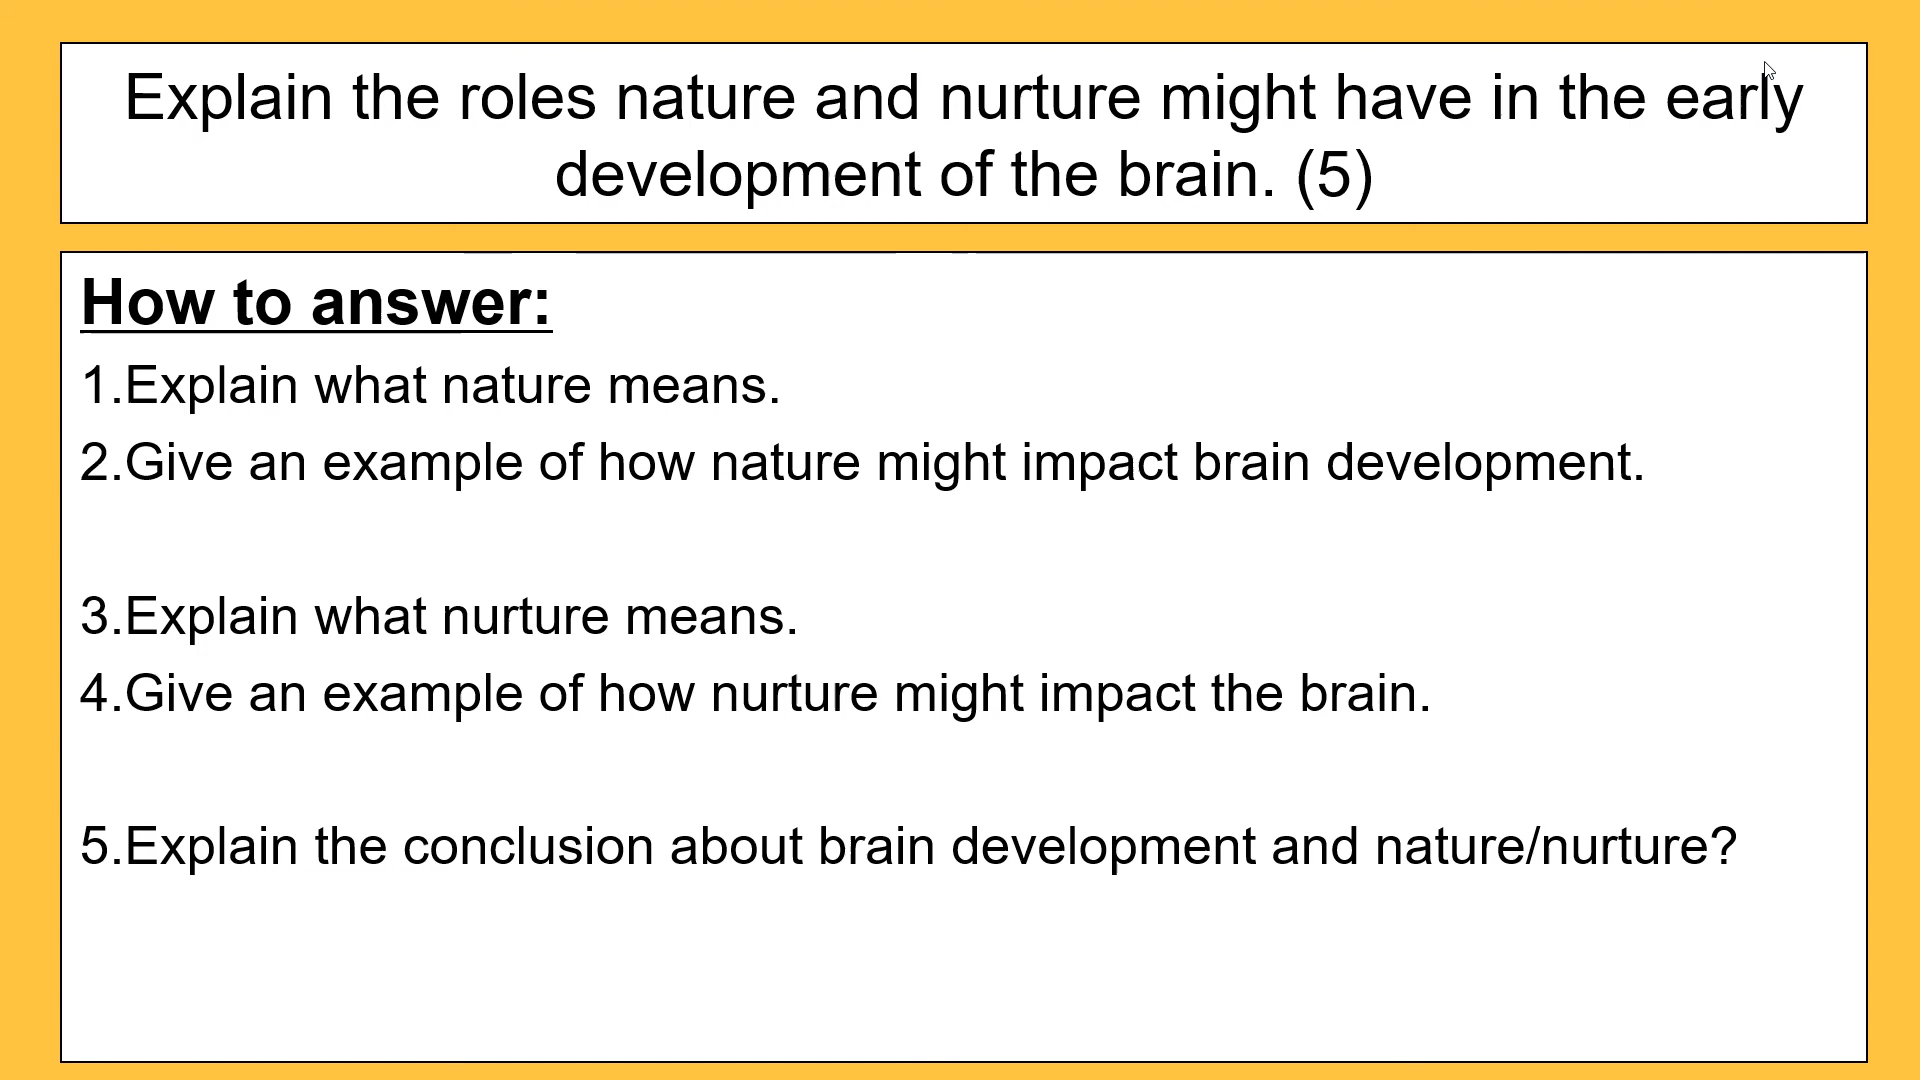 Explain the roles nature and nurture might have in the early
development of the brain. (5)
How to answer:
1.Explain what nature means.
2.Give an example of how nature might impact brain development.
3.Explain what nurture means.
4.Give an example of how nurture might impact the brain.
5.Explain the conclusion about brain development and nature/nurture?